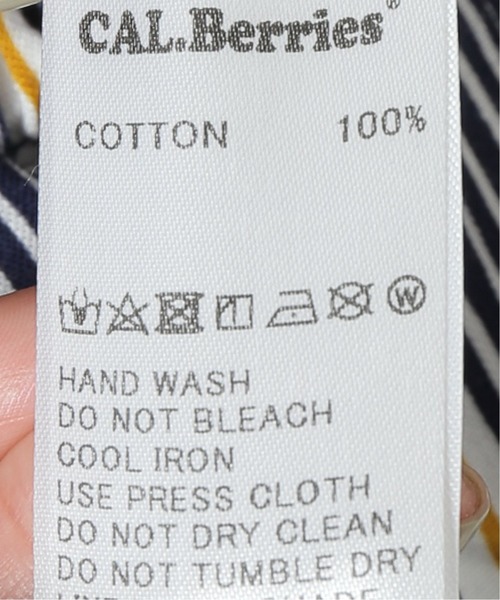 CAL.Berries®
COTTON 100%
W
HAND WASH
DO NOT BLEACH
COOL IRON
USE PRESS CLOTH
DO NOT DRY CLEAN
DO NOT TUMBLE DRY